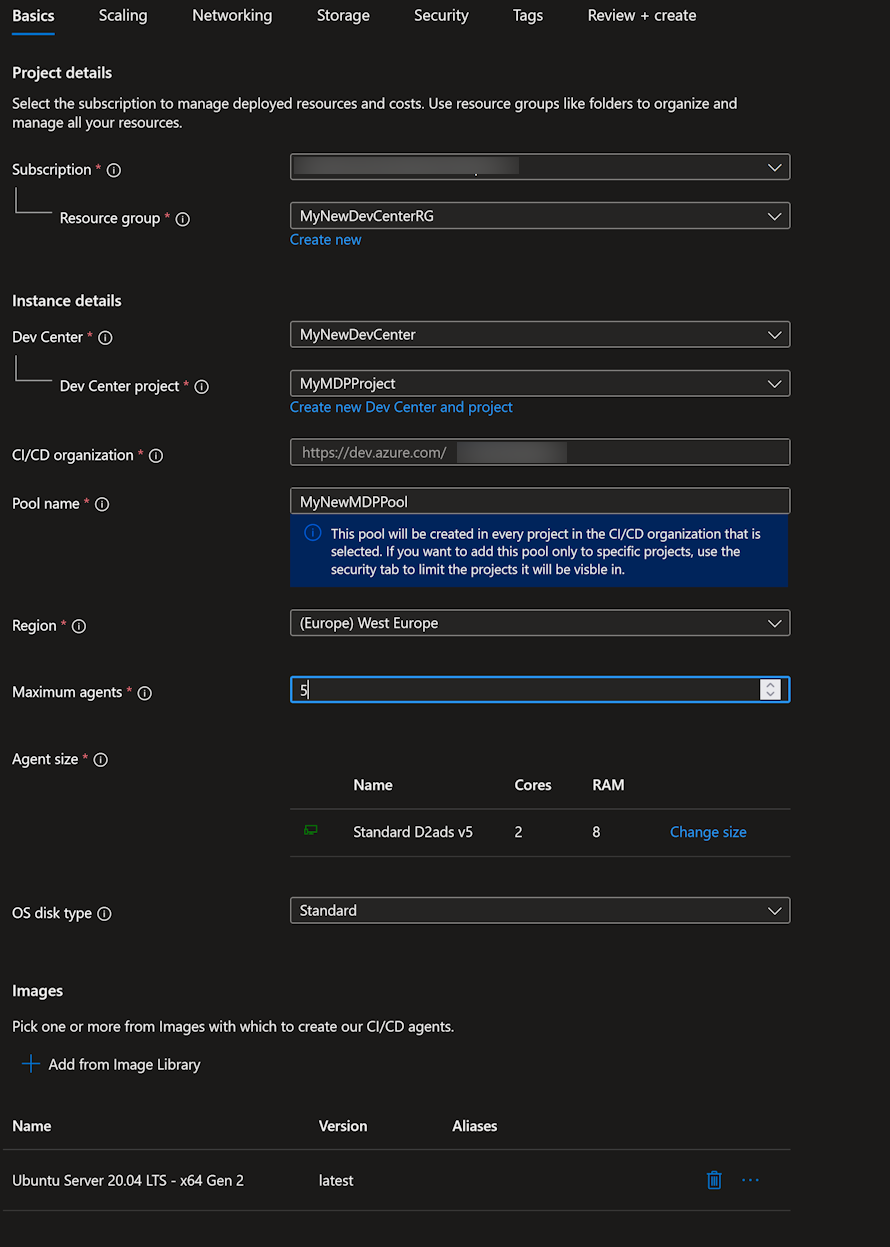 Basics Scaling Networking Storage Security Tags Review + create
Project details
Select the subscription to manage deployed resources and costs. Use resource groups like folders to organize and
manage all your resources.
Subscription *
Resource group * MyNewDevCenterRG
Create new
Instance details
Dev Center * MyNewDevCenter
Dev Center project * MyMDPProject
Create new Dev Center and project
CI/CD organization * https://dev.azure.com/
Pool name * MyNewMDPPool
This pool will be created in every project in the CI/CD organization that is
selected. If you want to add this pool only to specific projects, use the
security tab to limit the projects it will be visble in.
Region * (Europe) West Europe
Maximum agents * 5
Agent size *
Name Cores RAM
Standard D2ads v5 2 8 Change size
OS disk type Standard
Images
Pick one or more from Images with which to create our CI/CD agents.
Add from Image Library
Name Version Aliases
Ubuntu Server 20.04 LTS - x64 Gen 2 latest